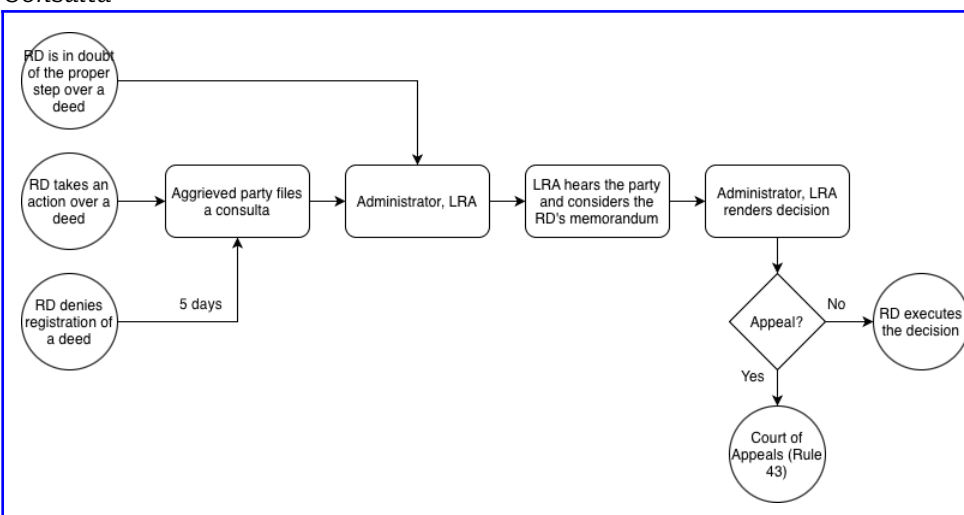 Consulta
RD is in doubt
of the proper
step over a
deed
RD takes an
action over a
deed
Aggrieved party files
a consulta
Administrator, LRA
LRA hears the party
and considers the
RD's memorandum
Administrator, LRA
renders decision
RD denies
registration of
a deed
5 days
Appeal?
No
RD executes
the decision
Yes
Court of
Appeals (Rule
43)